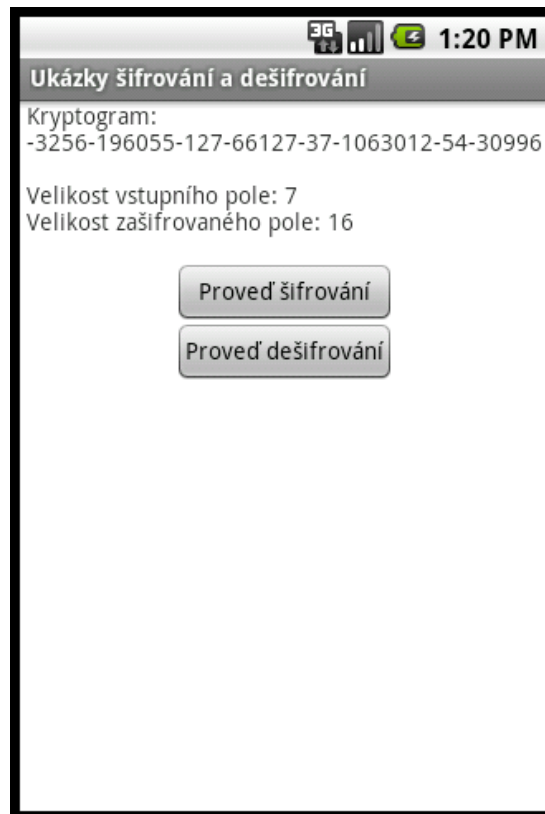 3G 1:20 PM
Ukázky šifrování a dešifrování
Kryptogram:
-3256-196055-127-66127-37-1063012-54-30996
Velikost vstupního pole: 7
Velikost zašifrovaného pole: 16
Proveď šifrování
Proveď dešifrování